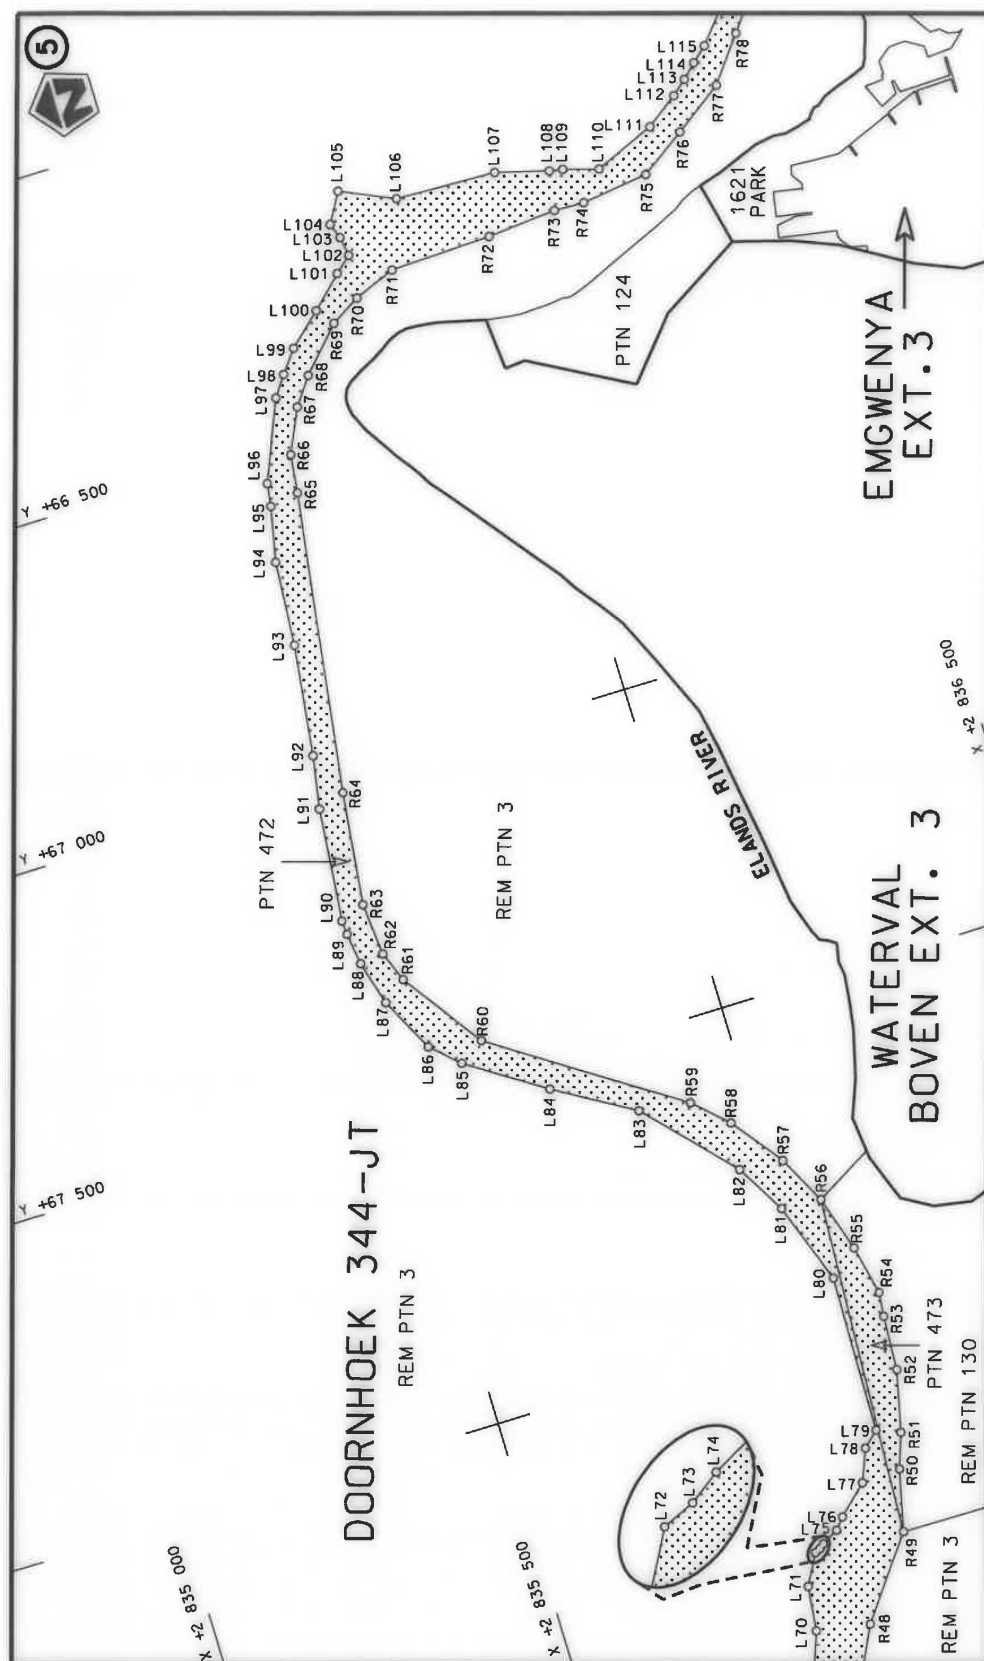 5
N
L115
L114
L113
L112
L111
L110
L109
L108
L107
L106
L105
L104
L103
L102
L101
L100
L99
L98
L97
L96
L95
L94
L93
L92
L91
L90
L89
L88
L87
L86
L85
L84
L83
L82
L81
L80
L79
L78
L77
L76
L75
L74
L73
L72
L71
L70
R78
R77
R76
R75
R74
R73
R72
R71
R70
R69
R68
R67
R66
R65
R64
R63
R62
R61
R60
R59
R58
R57
R56
R55
R54
R53
R52
R51
R50
R49
R48
Y +66 500
Y +67 000
Y +67 500
X +2 835 000
X +2 835 500
X +2 836 500
PTN 472
DOORNHOEK 344-JT
REM PTN 3
REM PTN 3
ELANDS RIVER
PTN 124
1621
PARK
EMGWENYA
EXT.3
WATERVAL
BOVEN EXT. 3
PTN 473
REM PTN 130
REM PTN 3